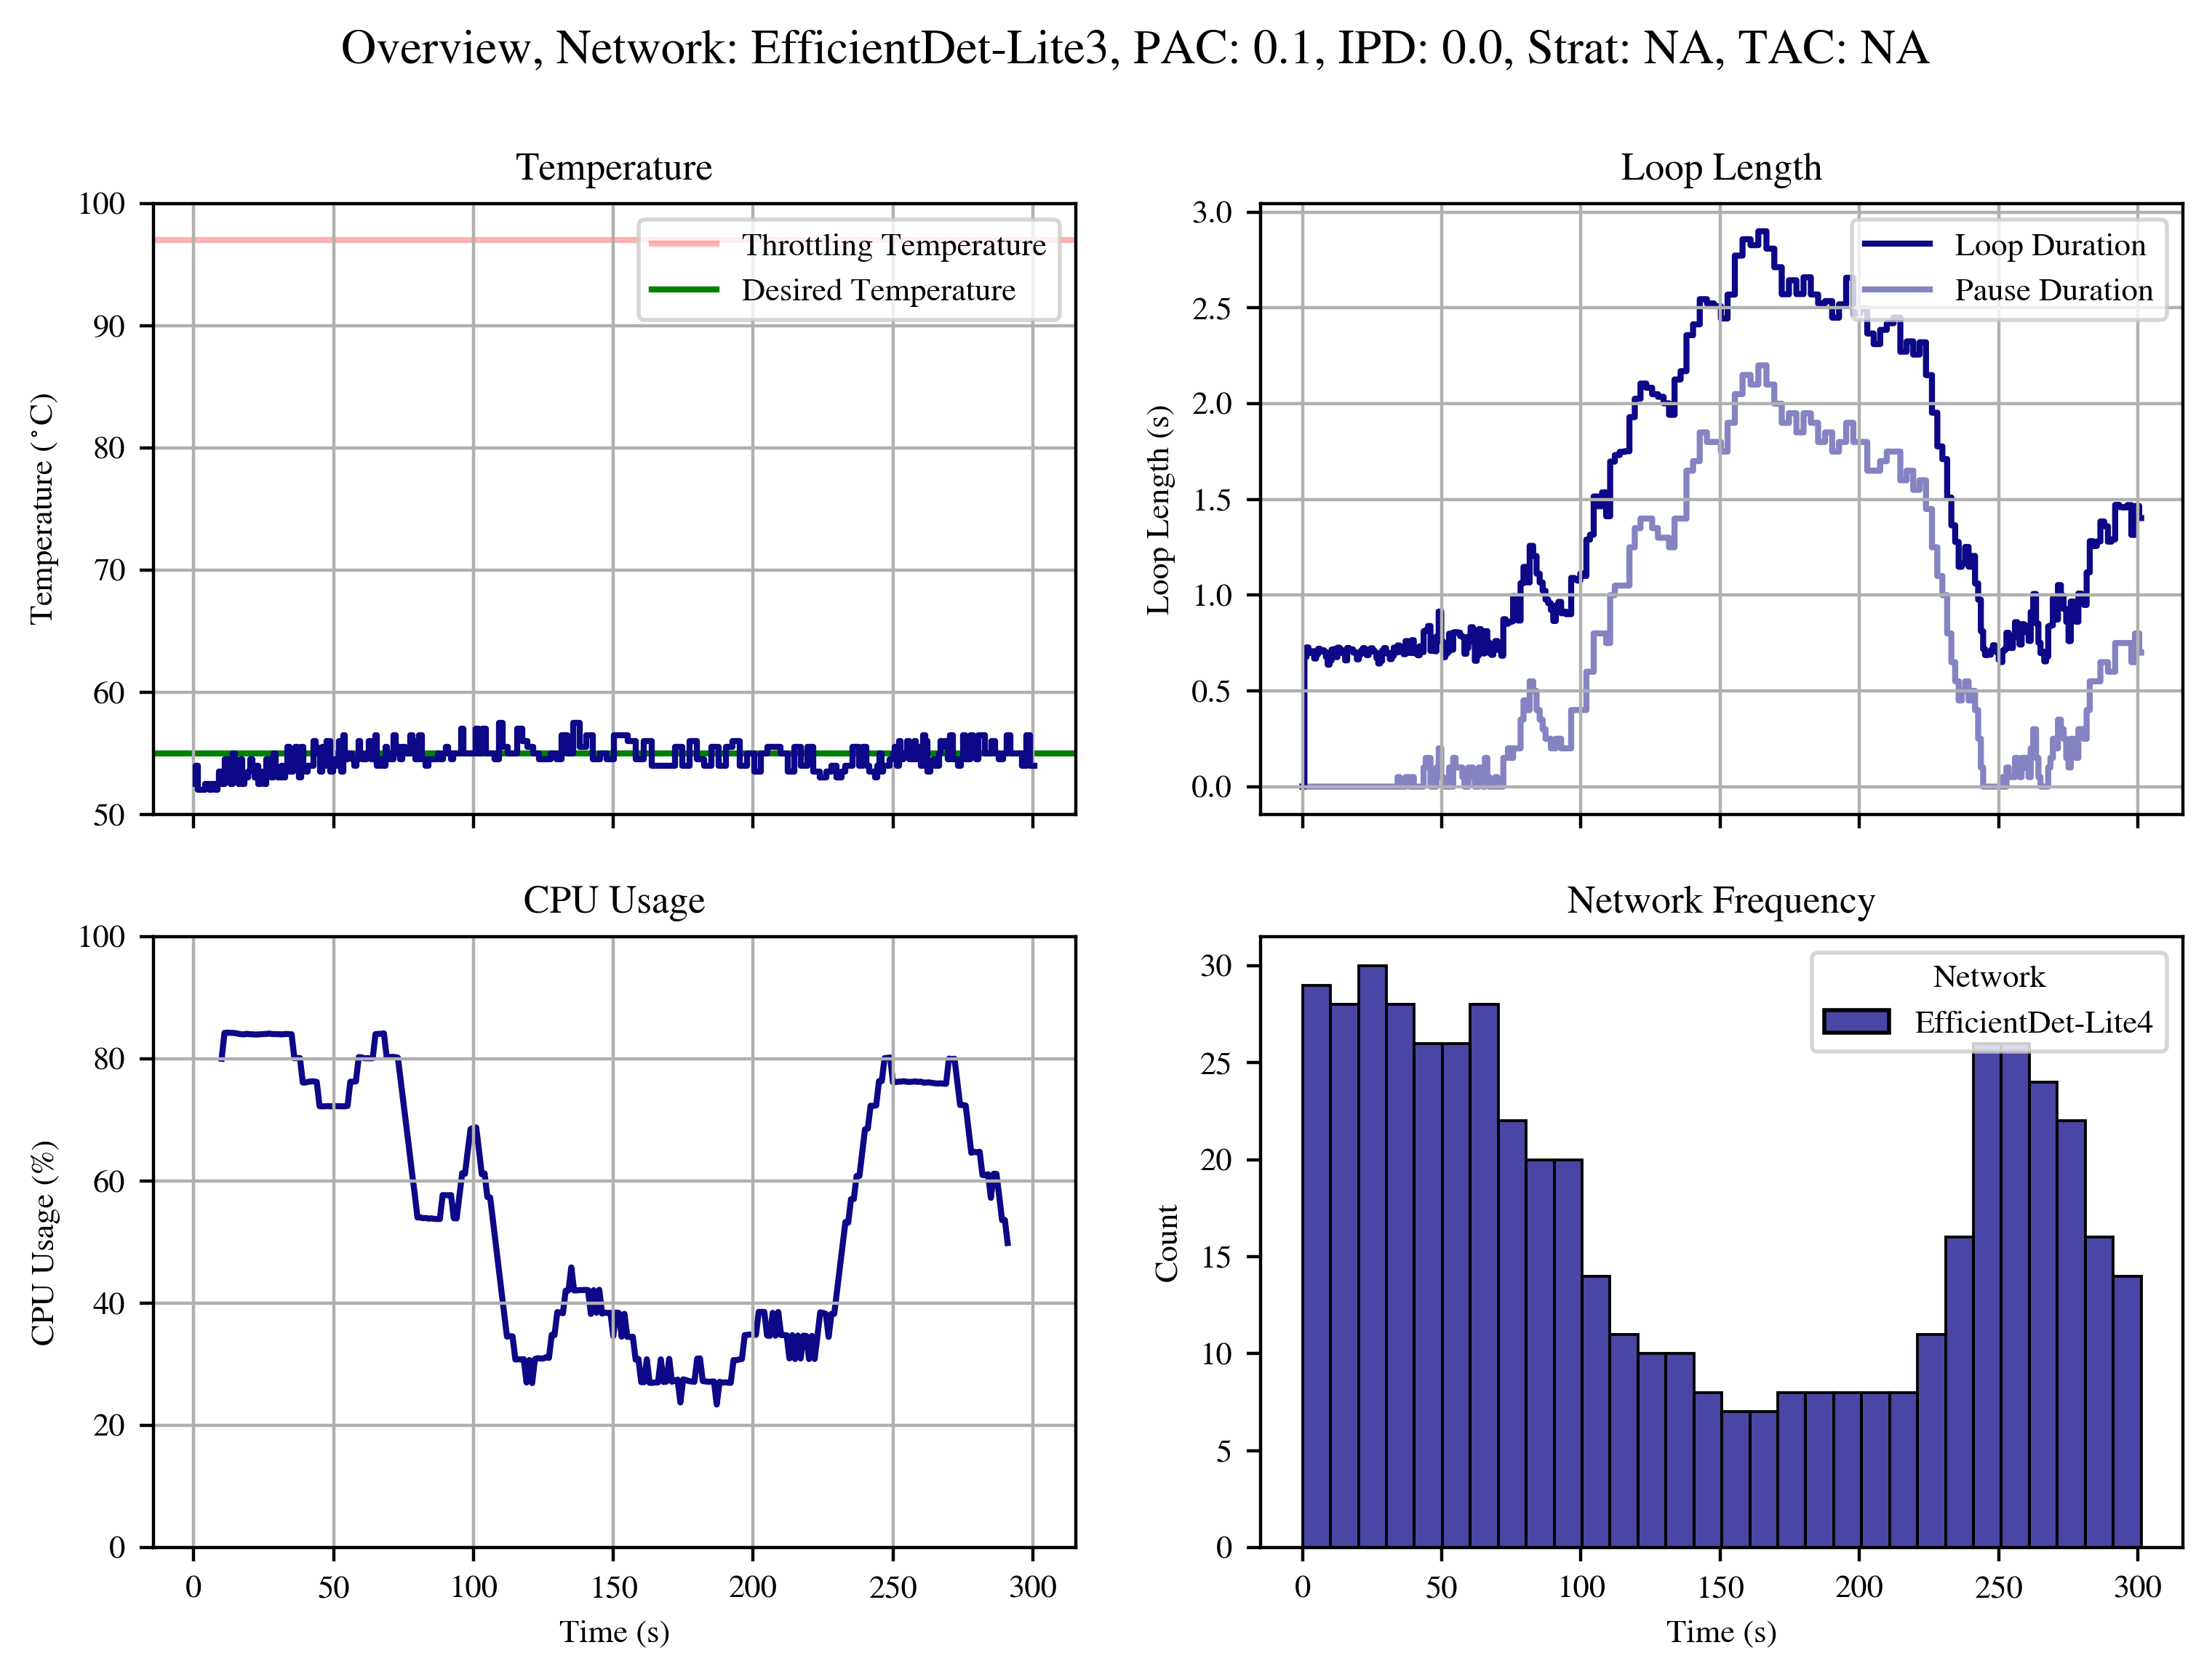 Overview, Network: EfficientDet-Lite3, PAC: 0.1, IPD: 0.0, Strat: NA, TAC: NA
Temperature
100
90
80
70
60
50
Temperature (°C)
Throttling Temperature
Desired Temperature
Loop Length
3.0
2.5
2.0
1.5
1.0
0.5
0.0
Loop Length (s)
Loop Duration
Pause Duration
CPU Usage
100
80
60
40
20
0
CPU Usage (%)
0 50 100 150 200 250 300
Time (s)
Network Frequency
30
25
20
15
10
5
0
Count
Network
EfficientDet-Lite4
0 50 100 150 200 250 300
Time (s)